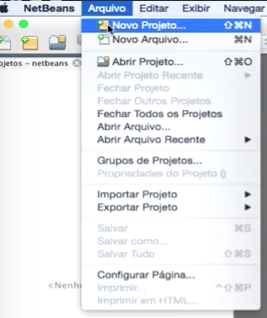 NetBeans Arquivo Editar Exibir Navegar
Novo Projeto... ⇧⌘N
Novo Arquivo... ⌘N
Abrir Projeto... ⇧⌘O
ojetos - netbeans
Abrir Projeto Recente
Fechar Projeto
Fechar Outros Projetos
Fechar Todos os Projetos
Abrir Arquivo...
Abrir Arquivo Recente
Grupos de Projetos...
Propriedades do Projeto ()
Importar Projeto
Exportar Projeto
Salvar ⌘S
Salvar como...
Salvar Tudo ⇧⌘S
Configurar Página...
<Nenh
Imprimir... ^⌥⌘P
Imprimir em HTML...